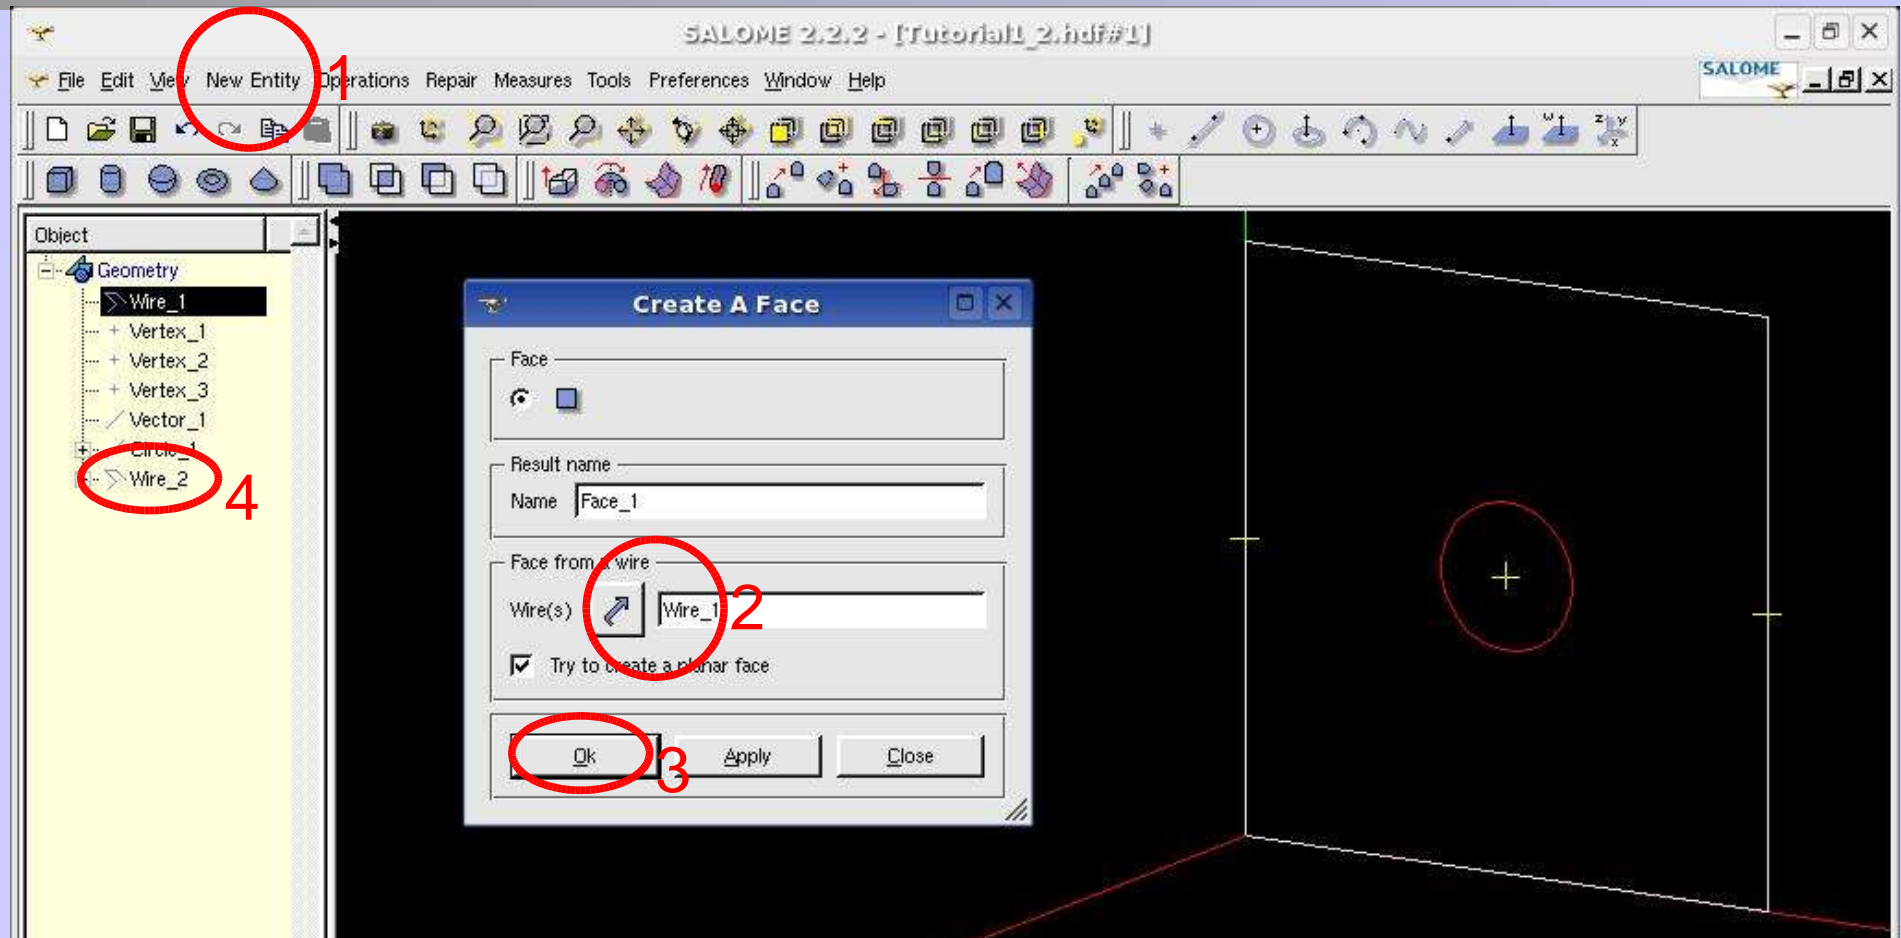 SALOME 2.2.2 - [Tutorial1_2.hdf#1]
File Edit View New Entity Operations Repair Measures Tools Preferences Window Help
1
SALOME
Object
Geometry
Wire_1
Vertex_1
Vertex_2
Vertex_3
Vector_1
Circle_1
Wire_2
4
Create A Face
Face
Result name
Name Face_1
Face from a wire
Wire(s) Wire_1
2
Try to create a planar face
Ok Apply Close
3